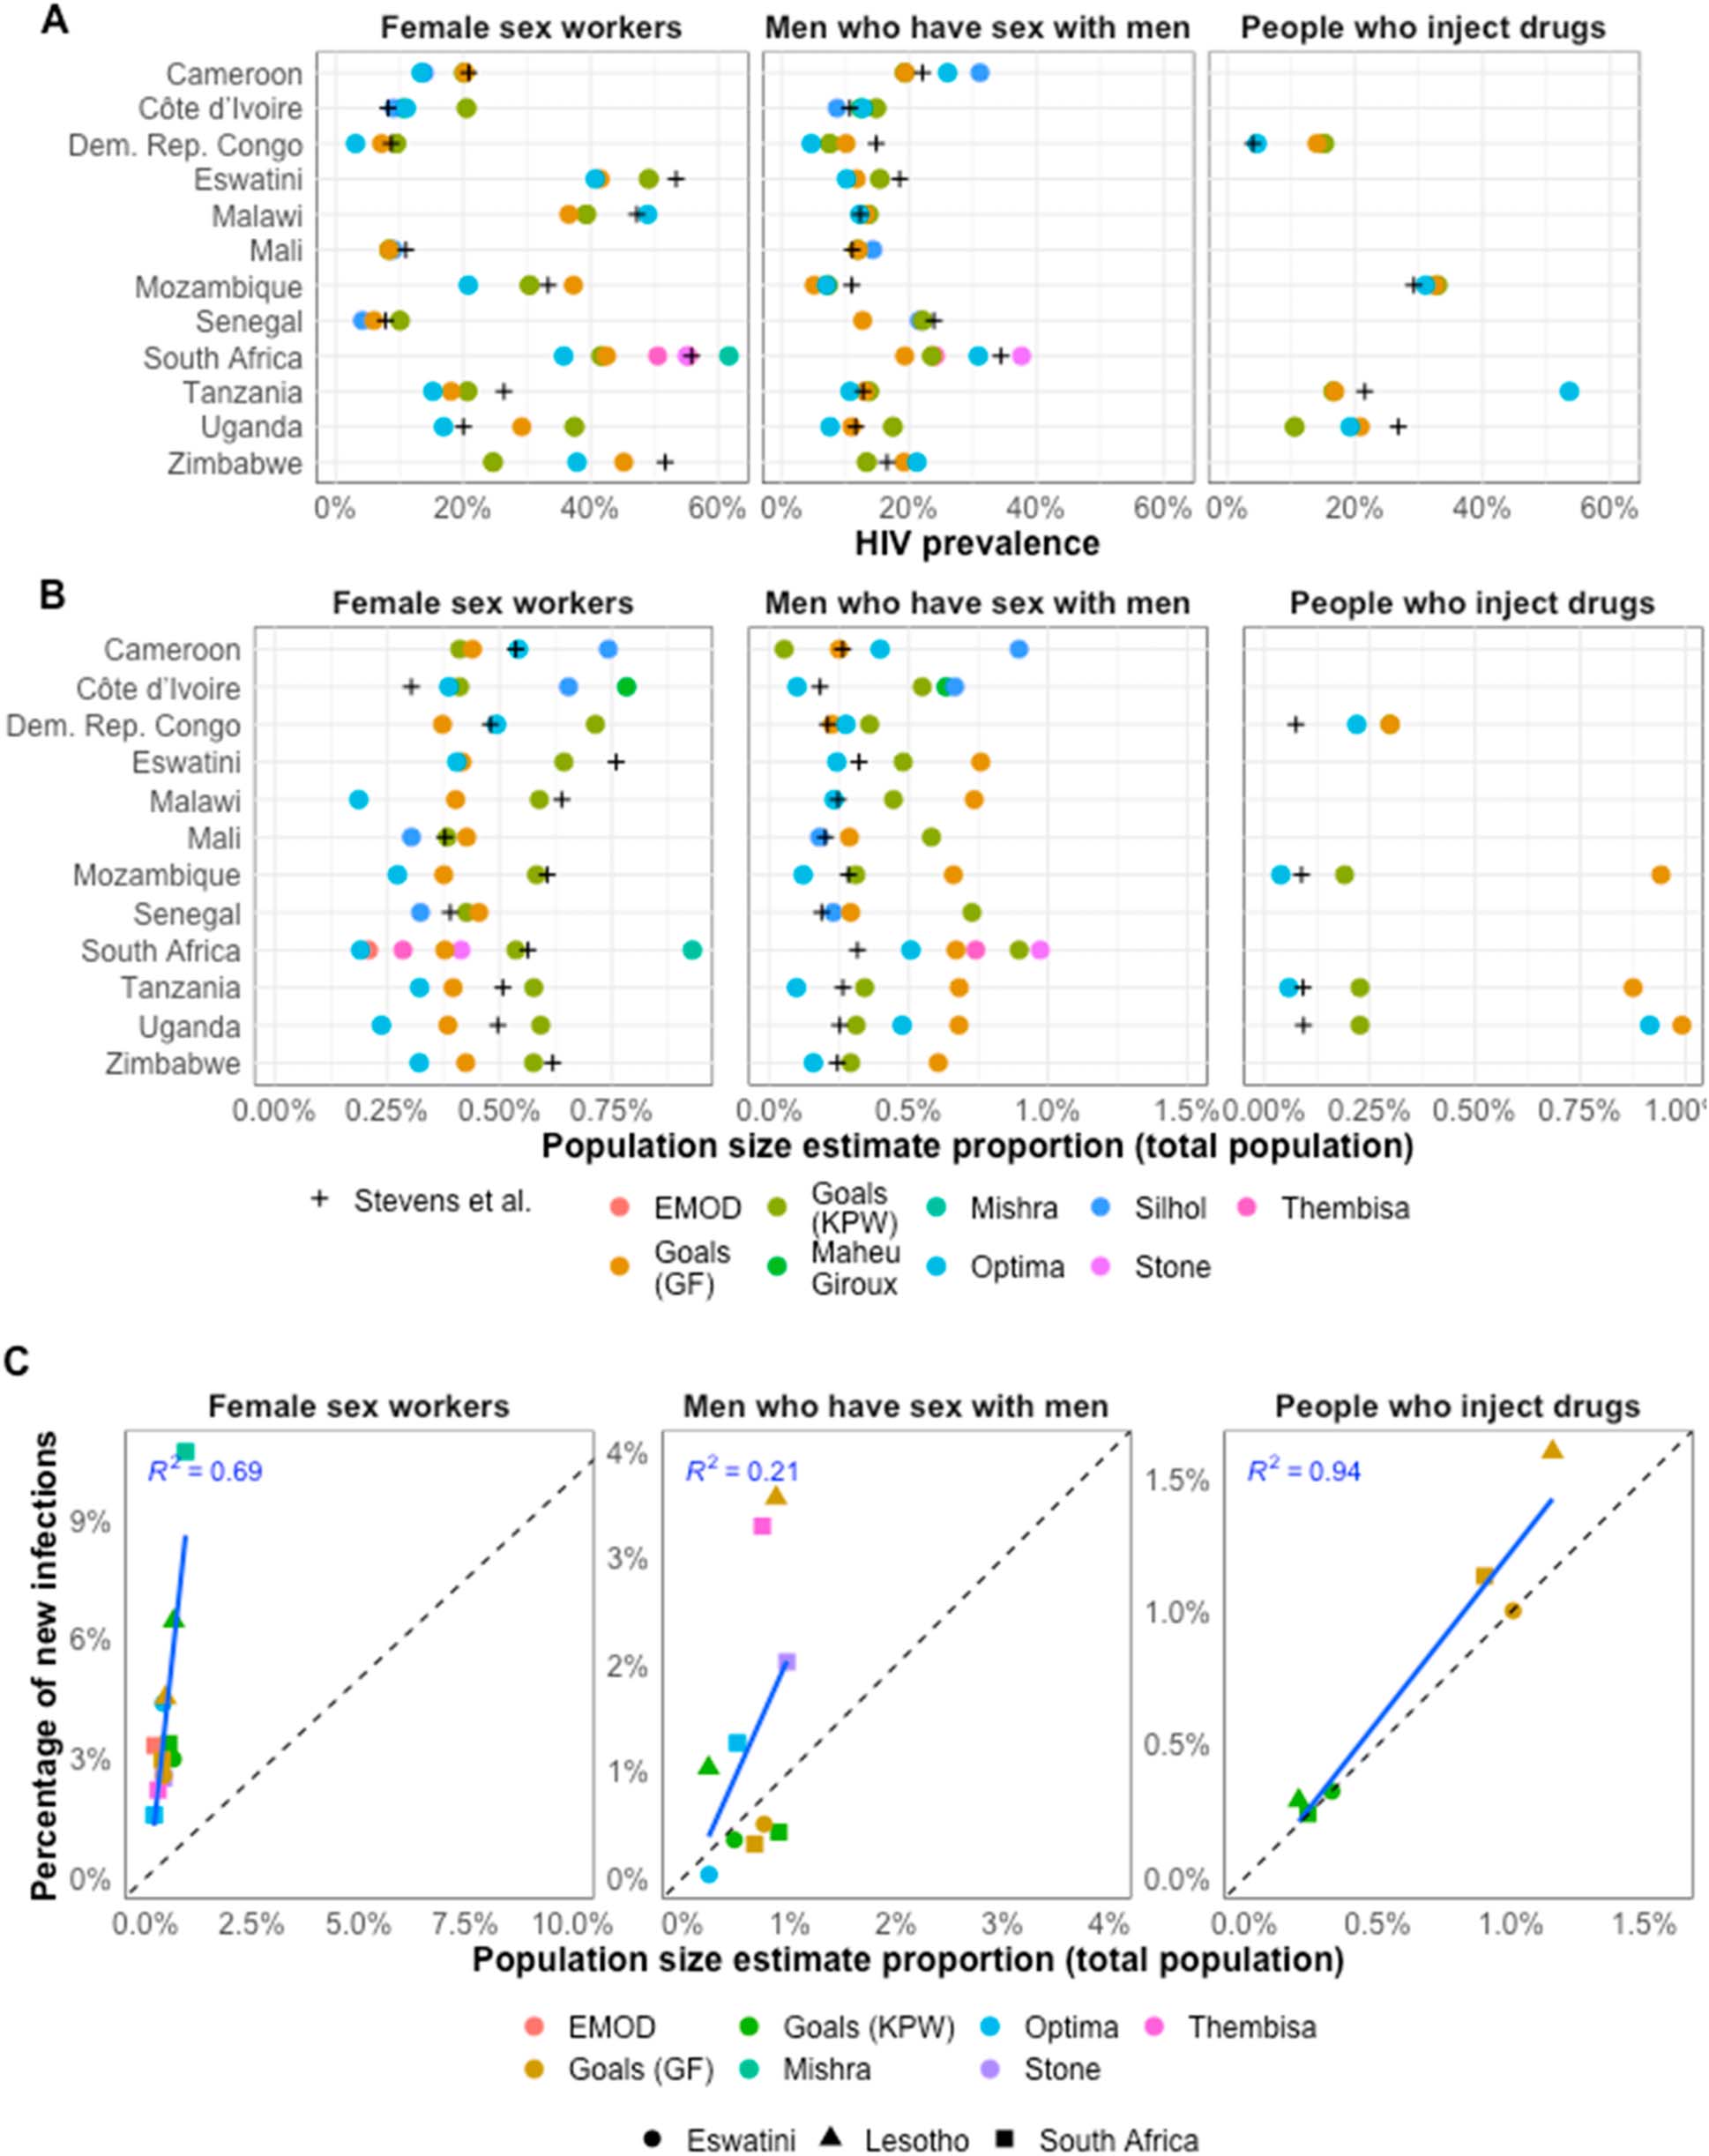 A
Female sex workers
Men who have sex with men
People who inject drugs
Cameroon
Côte d'Ivoire
Dem. Rep. Congo
Eswatini
Malawi
Mali
Mozambique
Senegal
South Africa
Tanzania
Uganda
Zimbabwe
0% 20% 40% 60% 0% 20% 40% 60% 0% 20% 40% 60%
HIV prevalence
B
Female sex workers
Men who have sex with men
People who inject drugs
Cameroon
Côte d'Ivoire
Dem. Rep. Congo
Eswatini
Malawi
Mali
Mozambique
Senegal
South Africa
Tanzania
Uganda
Zimbabwe
0.00% 0.25% 0.50% 0.75% 0.0% 0.5% 1.0% 1.5% 0.00% 0.25% 0.50% 0.75% 1.00
Population size estimate proportion (total population)
+ Stevens et al.
EMOD
Goals
(KPW)
Mishra
Silhol
Thembisa
Goals
(GF)
Maheu
Giroux
Optima
Stone
C
Female sex workers
Men who have sex with men
People who inject drugs
Percentage of new infections
R² = 0.69
9%
6%
3%
0%
R² = 0.21
4%
3%
2%
1%
0%
R² = 0.94
1.5%
1.0%
0.5%
0.0%
0.0% 2.5% 5.0% 7.5% 10.0% 0% 1% 2% 3% 4% 0.0% 0.5% 1.0% 1.5%
Population size estimate proportion (total population)
EMOD
Goals (KPW)
Optima
Thembisa
Goals (GF)
Mishra
Stone
Eswatini
Lesotho
South Africa